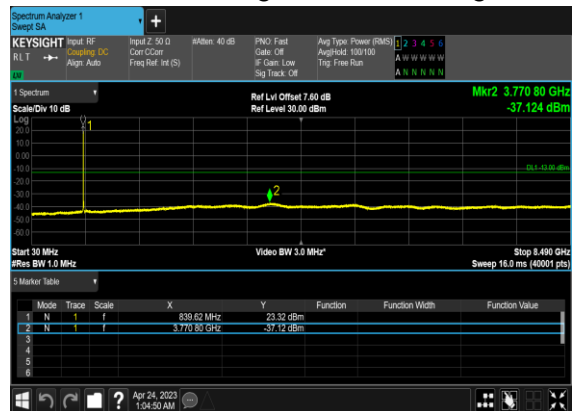 Spectrum Analyzer 1
Swept SA
+
KEYSIGHT Input: RF Input Z: 50 Ω #Atten: 40 dB PNO: Fast Avg Type: Power (RMS) 1 2 3 4 5 6
RLT Coupling: DC Corr CCorr Gate: Off Avg|Hold: 100/100 A W W W W W
Align: Auto Freq Ref: Int (S) IF Gain: Low Trig: Free Run A N N N N N
Sig Track: Off
LXI
1 Spectrum
Scale/Div 10 dB Ref Lvl Offset 7.60 dB Mkr2 3.770 80 GHz
Ref Level 30.00 dBm -37.124 dBm
Log
20.0 1
10.0
0.00
-10.0 DL1 -13.00 dBm
-20.0
-30.0 2
-40.0
-50.0
-60.0
Start 30 MHz Video BW 3.0 MHz* Stop 8.490 GHz
#Res BW 1.0 MHz Sweep 16.0 ms (40001 pts)
5 Marker Table
Mode Trace Scale X Y Function Function Width Function Value
1 N 1 f 839.62 MHz 23.32 dBm
2 N 1 f 3.770 80 GHz -37.12 dBm
3
4
5
6
? Apr 24, 2023
1:04:50 AM